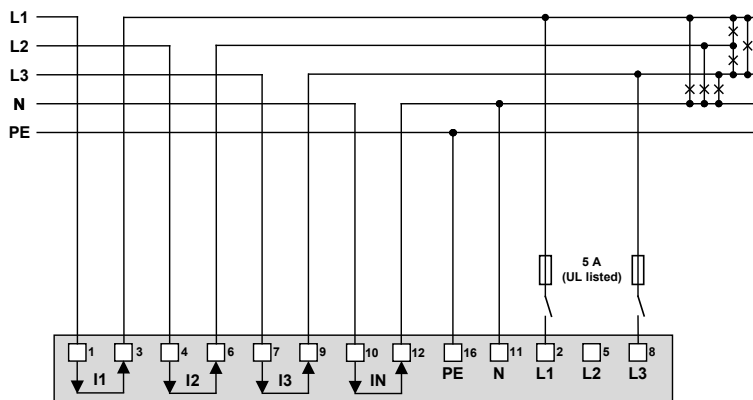 L1
L2
L3
N
PE
5 A
(UL listed)
1 3 4 6 7 9 10 12 16 11 2 5 8
I1 I2 I3 IN PE N L1 L2 L3